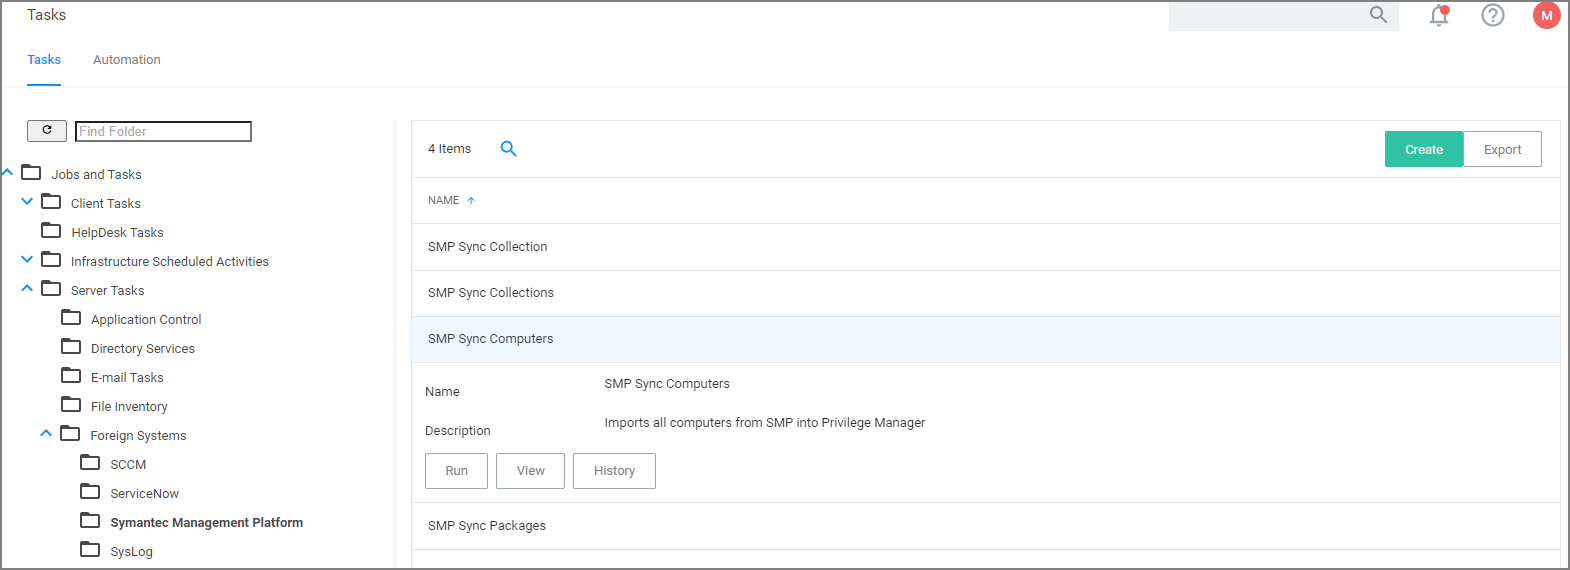 Tasks
M
Tasks Automation
Find Folder
Jobs and Tasks
Client Tasks
HelpDesk Tasks
Infrastructure Scheduled Activities
Server Tasks
Application Control
Directory Services
E-mail Tasks
File Inventory
Foreign Systems
SCCM
ServiceNow
Symantec Management Platform
SysLog
4 Items
Create Export
NAME
SMP Sync Collection
SMP Sync Collections
SMP Sync Computers
Name SMP Sync Computers
Description Imports all computers from SMP into Privilege Manager
Run View History
SMP Sync Packages